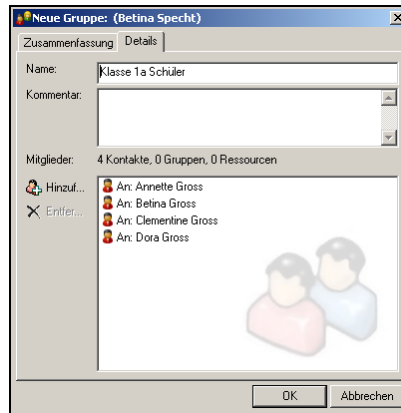 Neue Gruppe: (Betina Specht)
Zusammenfassung Details
Name: Klasse 1a Schüler
Kommentar:
Mitglieder: 4 Kontakte, 0 Gruppen, 0 Ressourcen
Hinzuf...
Entfer...
An: Annette Gross
An: Betina Gross
An: Clementine Gross
An: Dora Gross
OK Abbrechen